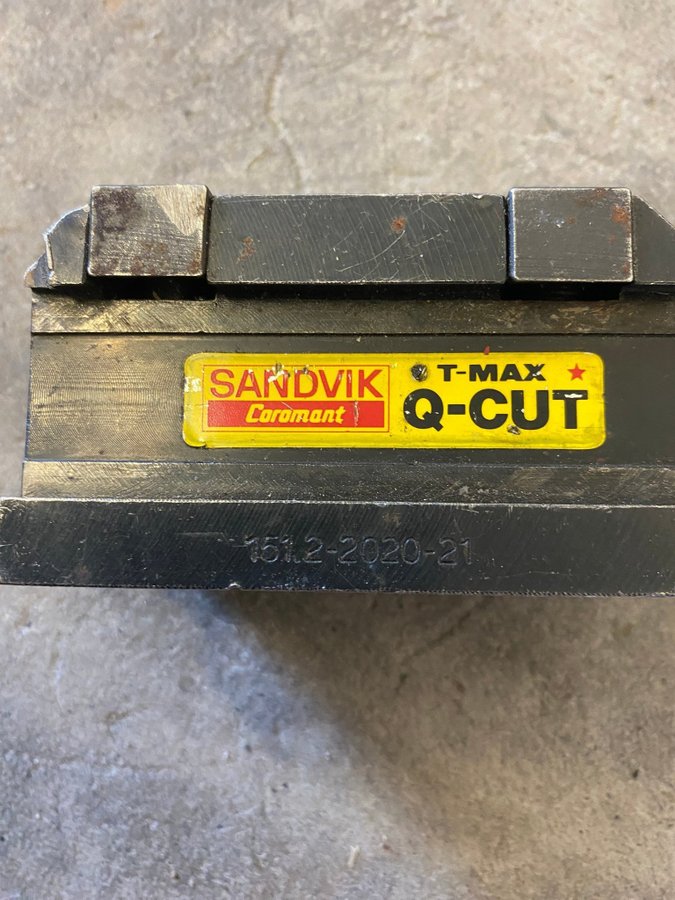 SANDVIK
Coromant
T-MAX
Q-CUT
151.2-2020-21